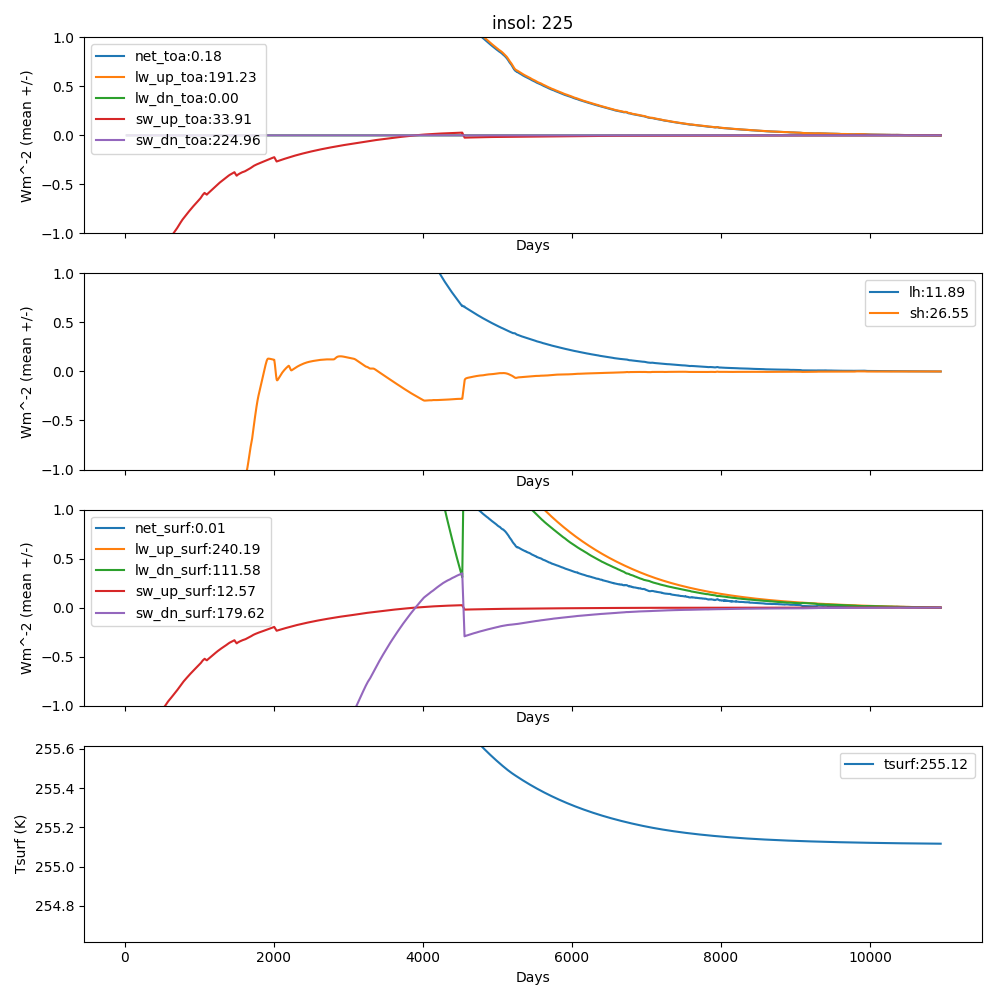 insol: 225
1.0
0.5
0.0
−0.5
−1.0
Wm^-2 (mean +/-)
net_toa:0.18
lw_up_toa:191.23
lw_dn_toa:0.00
sw_up_toa:33.91
sw_dn_toa:224.96
Days
1.0
0.5
0.0
−0.5
−1.0
Wm^-2 (mean +/-)
lh:11.89
sh:26.55
Days
1.0
0.5
0.0
−0.5
−1.0
Wm^-2 (mean +/-)
net_surf:0.01
lw_up_surf:240.19
lw_dn_surf:111.58
sw_up_surf:12.57
sw_dn_surf:179.62
Days
255.6
255.4
255.2
255.0
254.8
Tsurf (K)
tsurf:255.12
0 2000 4000 6000 8000 10000
Days